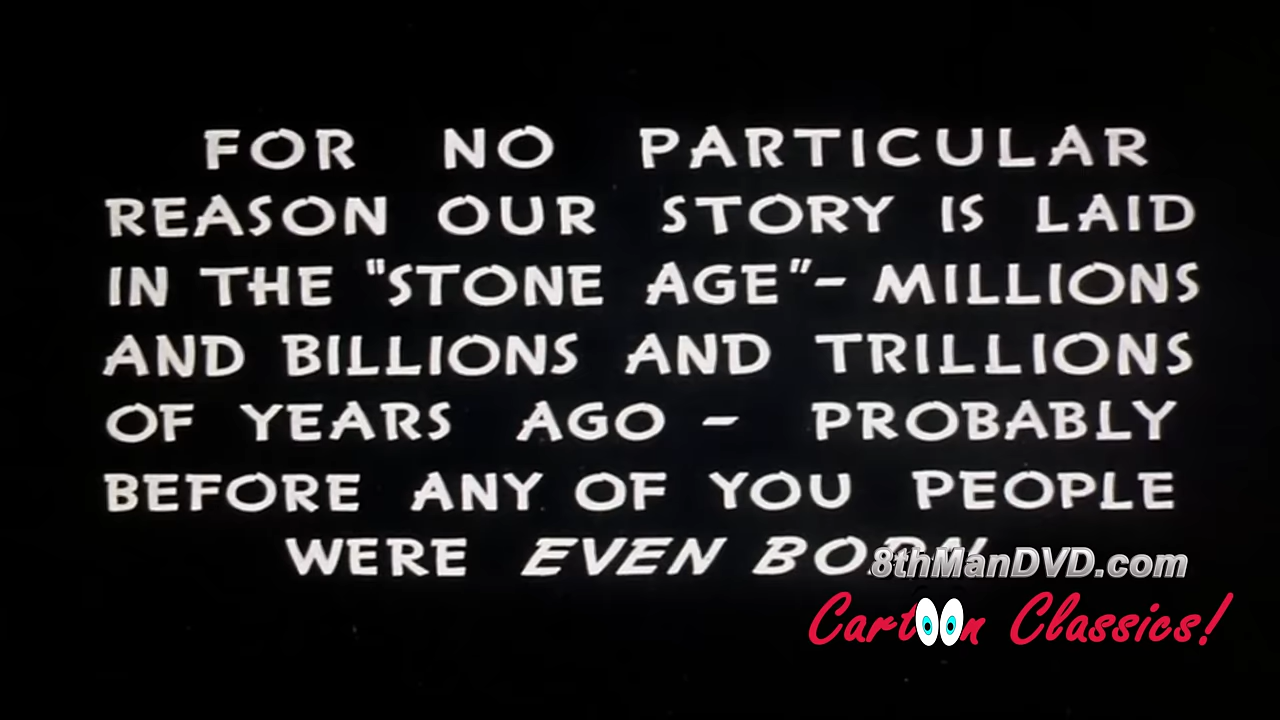 FOR NO PARTICULAR
REASON OUR STORY IS LAID
IN THE "STONE AGE"– MILLIONS
AND BILLIONS AND TRILLIONS
OF YEARS AGO – PROBABLY
BEFORE ANY OF YOU PEOPLE
WERE EVEN BORN
8thManDVD.com
Cartoon Classics!